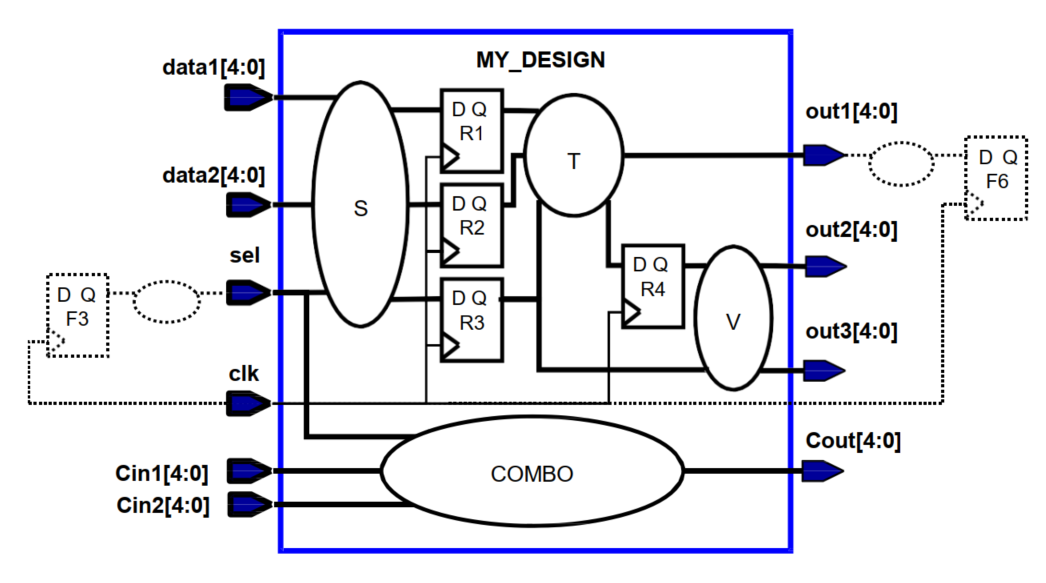 MY_DESIGN
data1[4:0]
data2[4:0]
sel
clk
Cin1[4:0]
Cin2[4:0]
D Q
F3
S
D Q
R1
D Q
R2
D Q
R3
T
D Q
R4
V
COMBO
out1[4:0]
out2[4:0]
out3[4:0]
Cout[4:0]
D Q
F6